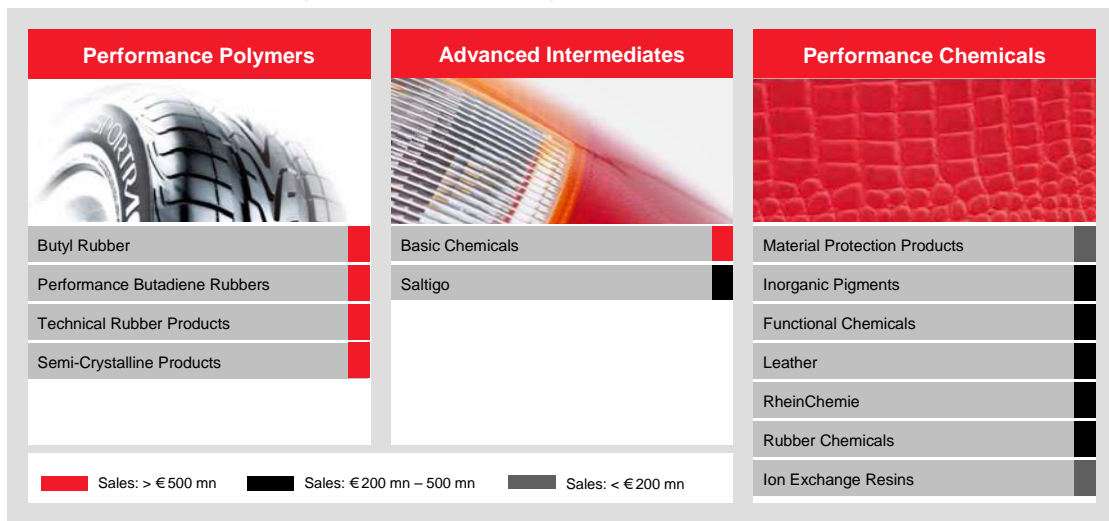 Performance Polymers
Butyl Rubber
Performance Butadiene Rubbers
Technical Rubber Products
Semi-Crystalline Products
Advanced Intermediates
Basic Chemicals
Saltigo
Performance Chemicals
Material Protection Products
Inorganic Pigments
Functional Chemicals
Leather
RheinChemie
Rubber Chemicals
Ion Exchange Resins
Sales: > €500 mn
Sales: €200 mn – 500 mn
Sales: < €200 mn